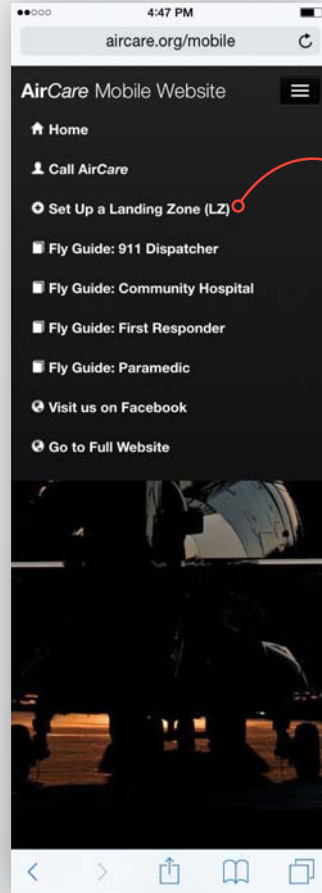 4:47 PM
aircare.org/mobile
AirCare Mobile Website
Home
Call AirCare
Set Up a Landing Zone (LZ)
Fly Guide: 911 Dispatcher
Fly Guide: Community Hospital
Fly Guide: First Responder
Fly Guide: Paramedic
Visit us on Facebook
Go to Full Website